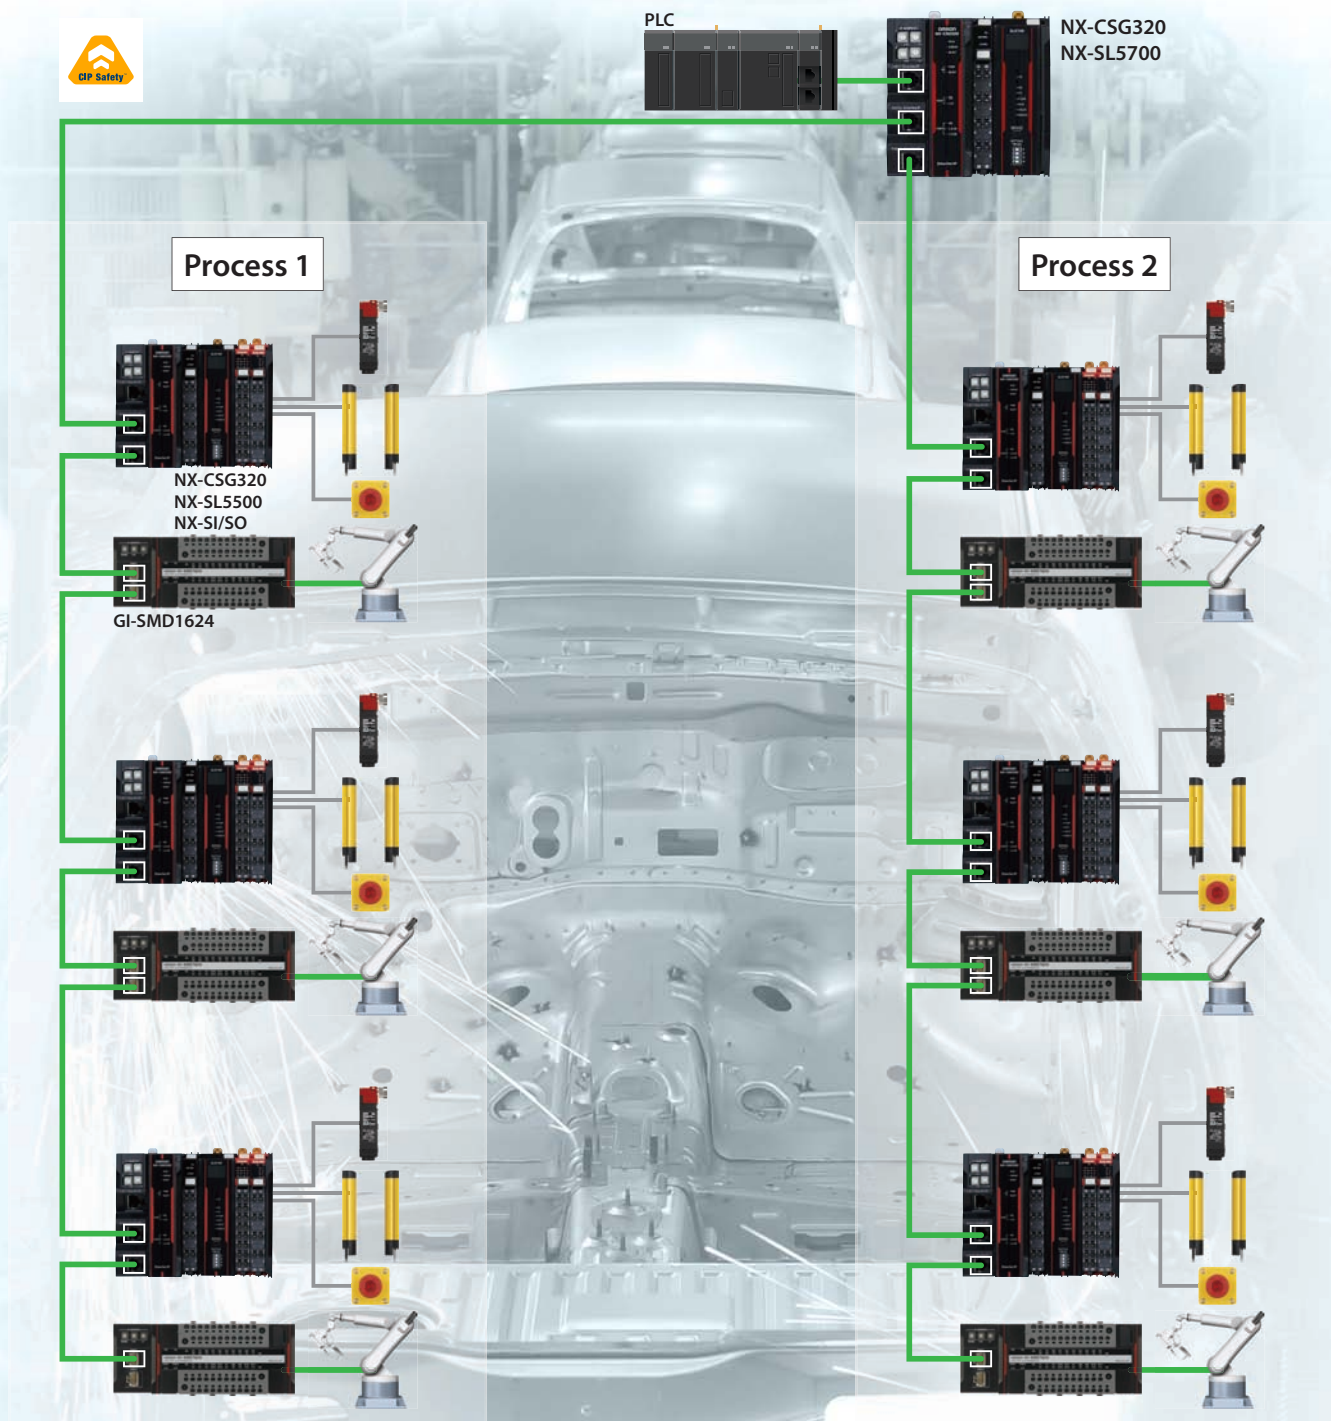 CIP Safety
PLC
NX-CSG320
NX-SL5700
Process 1
Process 2
NX-CSG320
NX-SL5500
NX-SI/SO
GI-SMD1624